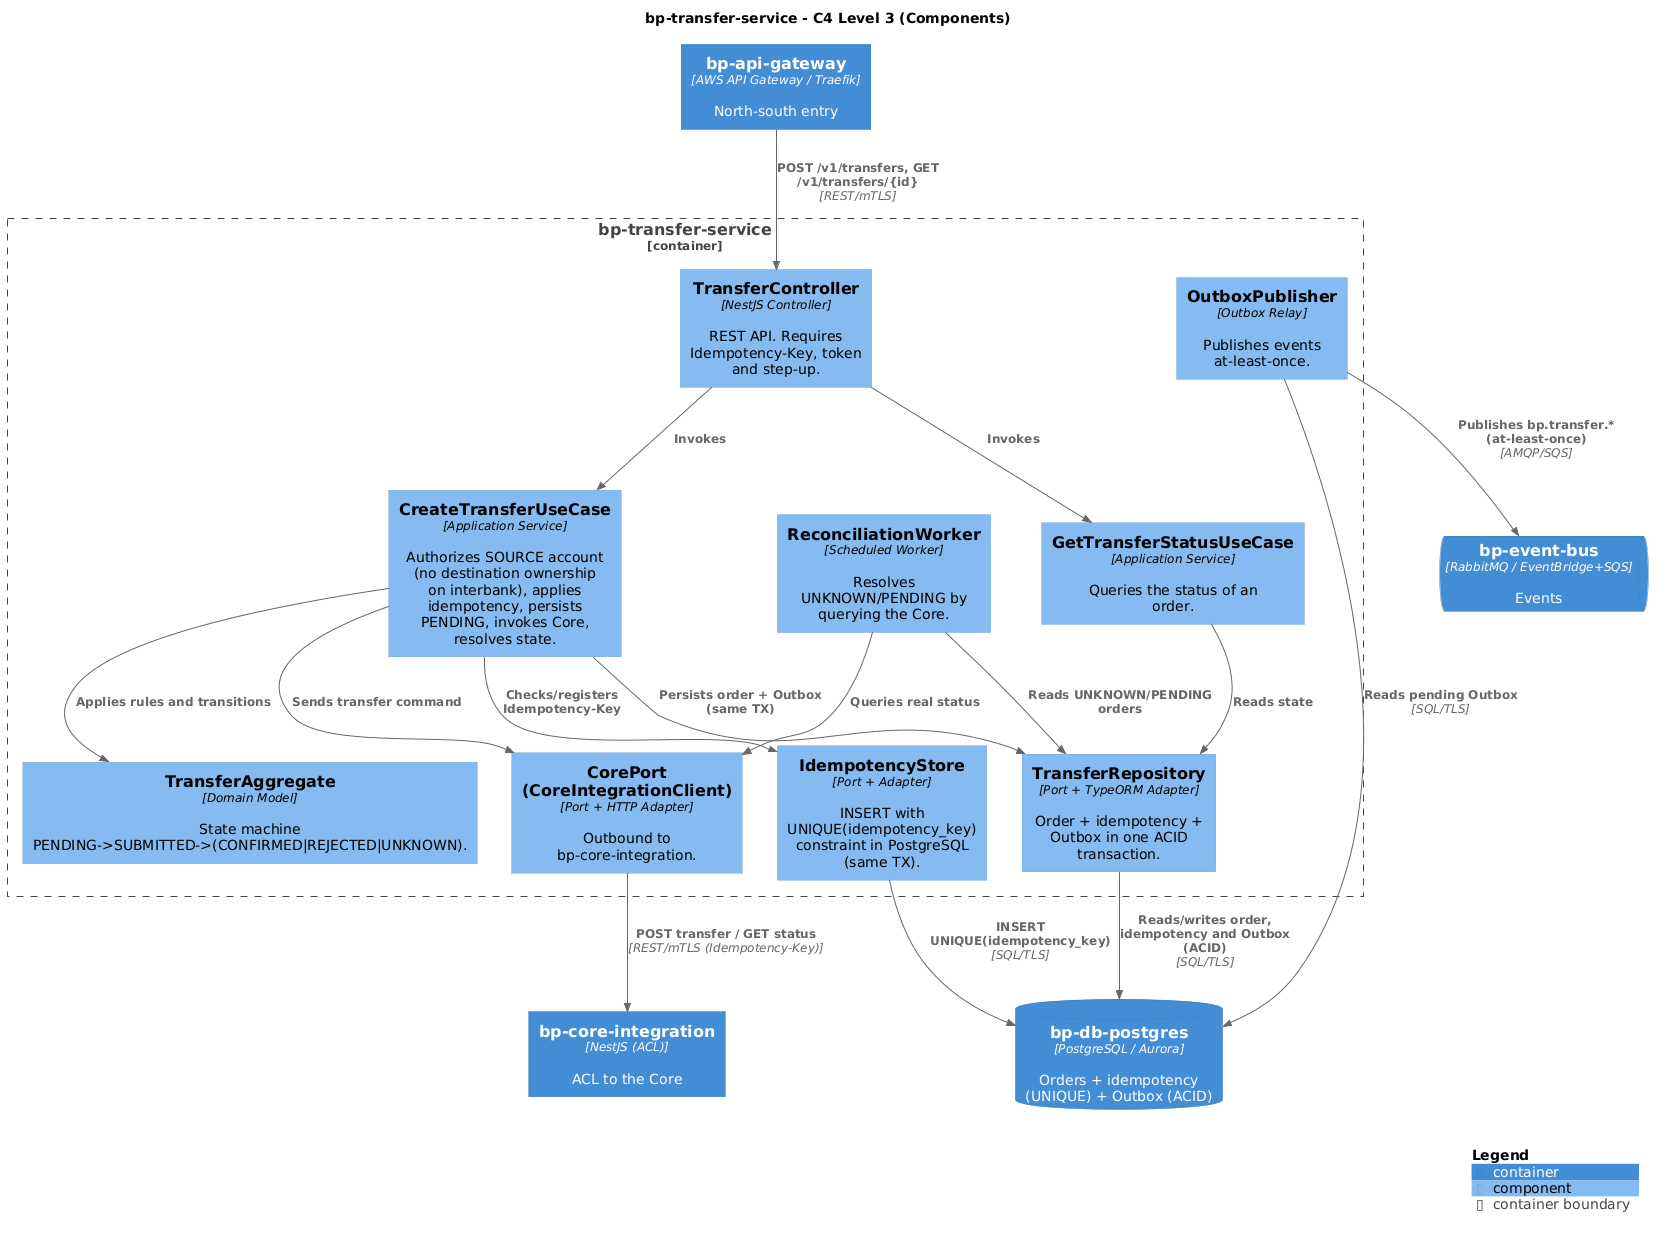 bp-transfer-service - C4 Level 3 (Components)
bp-api-gateway
[AWS API Gateway / Traefik]
North-south entry
POST /v1/transfers, GET
/v1/transfers/{id}
[REST/mTLS]
bp-transfer-service
[container]
TransferController
[NestJS Controller]
REST API. Requires
Idempotency-Key, token
and step-up.
OutboxPublisher
[Outbox Relay]
Publishes events
at-least-once.
Invokes
Invokes
Publishes bp.transfer.*
(at-least-once)
[AMQP/SQS]
CreateTransferUseCase
[Application Service]
Authorizes SOURCE account
(no destination ownership
on interbank), applies
idempotency, persists
PENDING, invokes Core,
resolves state.
ReconciliationWorker
[Scheduled Worker]
Resolves
UNKNOWN/PENDING by
querying the Core.
GetTransferStatusUseCase
[Application Service]
Queries the status of an
order.
bp-event-bus
[RabbitMQ / EventBridge+SQS]
Events
Applies rules and transitions
Sends transfer command
Checks/registers
Idempotency-Key
Persists order + Outbox
(same TX)
Queries real status
Reads UNKNOWN/PENDING
orders
Reads state
Reads pending Outbox
[SQL/TLS]
TransferAggregate
[Domain Model]
State machine
PENDING->SUBMITTED->(CONFIRMED|REJECTED|UNKNOWN).
CorePort
(CoreIntegrationClient)
[Port + HTTP Adapter]
Outbound to
bp-core-integration.
IdempotencyStore
[Port + Adapter]
INSERT with
UNIQUE(idempotency_key)
constraint in PostgreSQL
(same TX).
TransferRepository
[Port + TypeORM Adapter]
Order + idempotency +
Outbox in one ACID
transaction.
POST transfer / GET status
[REST/mTLS (Idempotency-Key)]
INSERT
UNIQUE(idempotency_key)
[SQL/TLS]
Reads/writes order,
idempotency and Outbox
(ACID)
[SQL/TLS]
bp-core-integration
[NestJS (ACL)]
ACL to the Core
bp-db-postgres
[PostgreSQL / Aurora]
Orders + idempotency
(UNIQUE) + Outbox (ACID)
Legend
container
component
container boundary